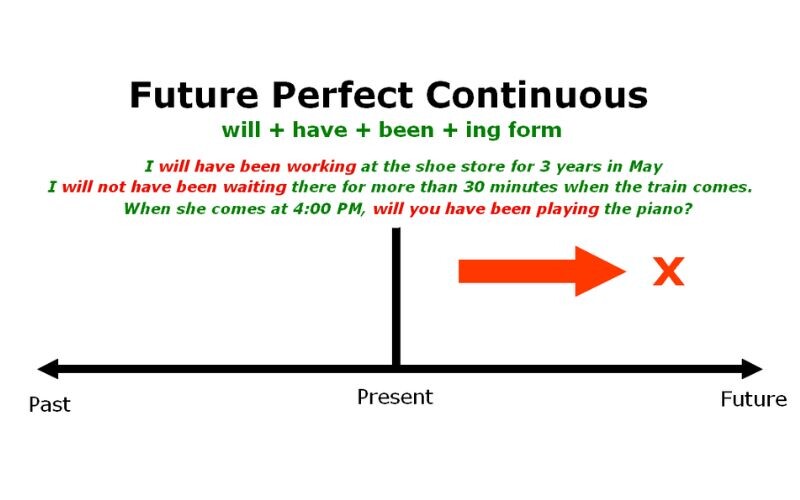 Future Perfect Continuous
will + have + been + ing form
I will have been working at the shoe store for 3 years in May
I will not have been waiting there for more than 30 minutes when the train comes.
When she comes at 4:00 PM, will you have been playing the piano?
X
Past
Present
Future